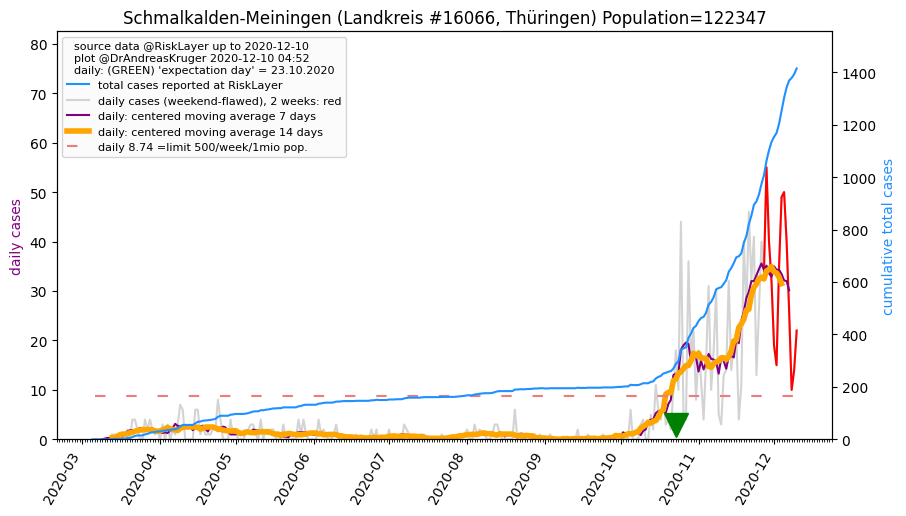 Schmalkalden-Meiningen (Landkreis #16066, Thüringen) Population=122347
source data @RiskLayer up to 2020-12-10
plot @DrAndreasKruger 2020-12-10 04:52
daily: (GREEN) 'expectation day' = 23.10.2020
total cases reported at RiskLayer
daily cases (weekend-flawed), 2 weeks: red
daily: centered moving average 7 days
daily: centered moving average 14 days
daily 8.74 =limit 500/week/1mio pop.
daily cases
80
70
60
50
40
30
20
10
0
cumulative total cases
1400
1200
1000
800
600
400
200
0
2020-03
2020-04
2020-05
2020-06
2020-07
2020-08
2020-09
2020-10
2020-11
2020-12